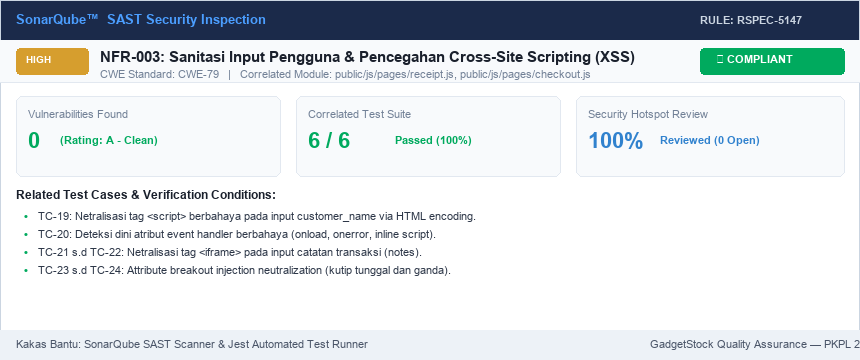 SonarQube™ SAST Security Inspection
RULE: RSPEC-5147
HIGH
NFR-003: Sanitasi Input Pengguna & Pencegahan Cross-Site Scripting (XSS)
CWE Standard: CWE-79 | Correlated Module: public/js/pages/receipt.js, public/js/pages/checkout.js
COMPLIANT
Vulnerabilities Found
0 (Rating: A - Clean)
Correlated Test Suite
6 / 6 Passed (100%)
Security Hotspot Review
100% Reviewed (0 Open)
Related Test Cases & Verification Conditions:
• TC-19: Netralisasi tag <script> berbahaya pada input customer_name via HTML encoding.
• TC-20: Deteksi dini atribut event handler berbahaya (onload, onerror, inline script).
• TC-21 s.d TC-22: Netralisasi tag <iframe> pada input catatan transaksi (notes).
• TC-23 s.d TC-24: Attribute breakout injection neutralization (kutip tunggal dan ganda).
Kakas Bantu: SonarQube SAST Scanner & Jest Automated Test Runner
GadgetStock Quality Assurance — PKPL 2